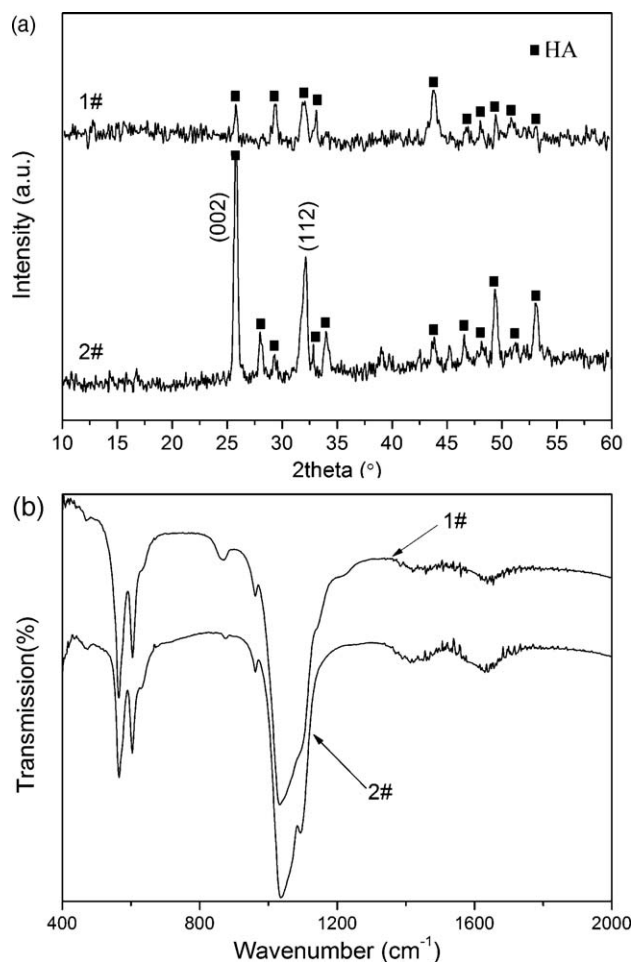 (a)
■ HA
1#
(002)
(112)
2#
Intensity (a.u.)
10 15 20 25 30 35 40 45 50 55 60
2theta (°)
(b)
1#
2#
Transmission(%)
400 800 1200 1600 2000
Wavenumber (cm⁻¹)